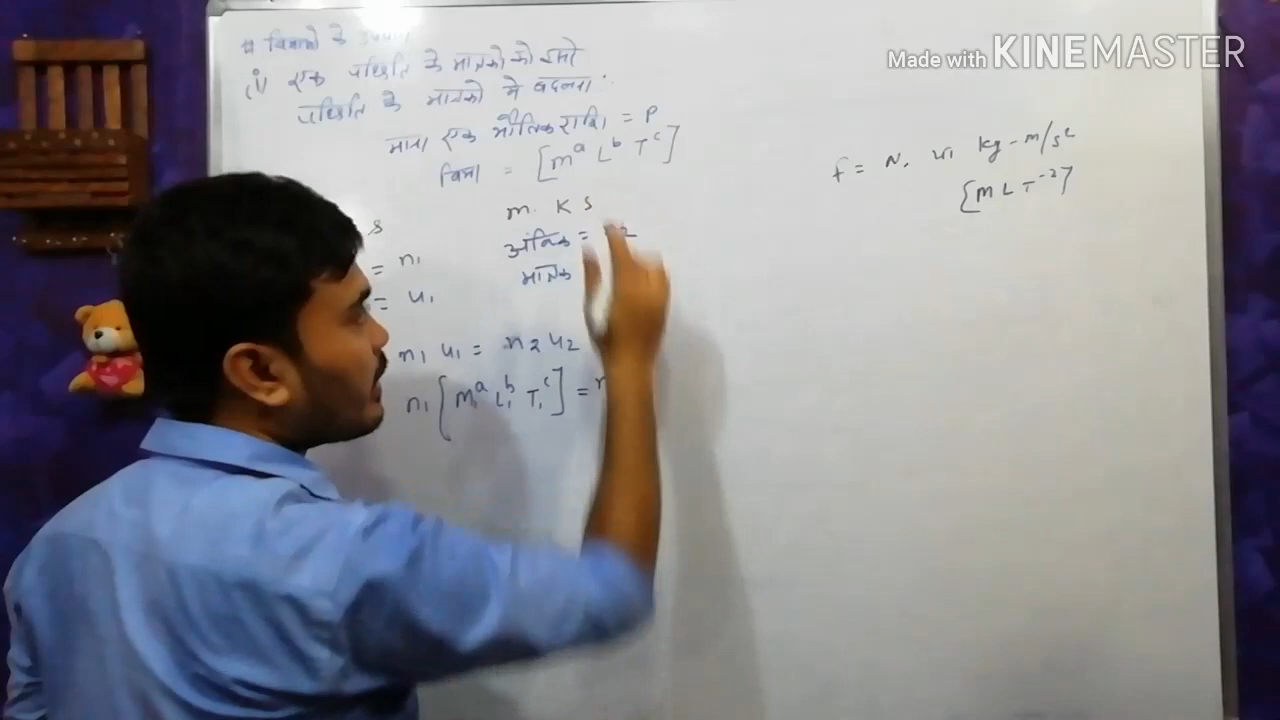 # विमाओं के उपयोग
(i) एक पद्धति के मात्रकों को दूसरी
पद्धति के मात्रकों में बदलना :
माना एक भौतिक राशि = P
विमा = [M^a L^b T^c]
S
= n₁
= u₁
M. K S
आंकिक =
मात्रक
n₁ u₁ = n₂ u₂
n₁ [M₁^a L₁^b T₁^c] =
f = N. या kg-m/s²
[M L T⁻²]
Made with KINEMASTER